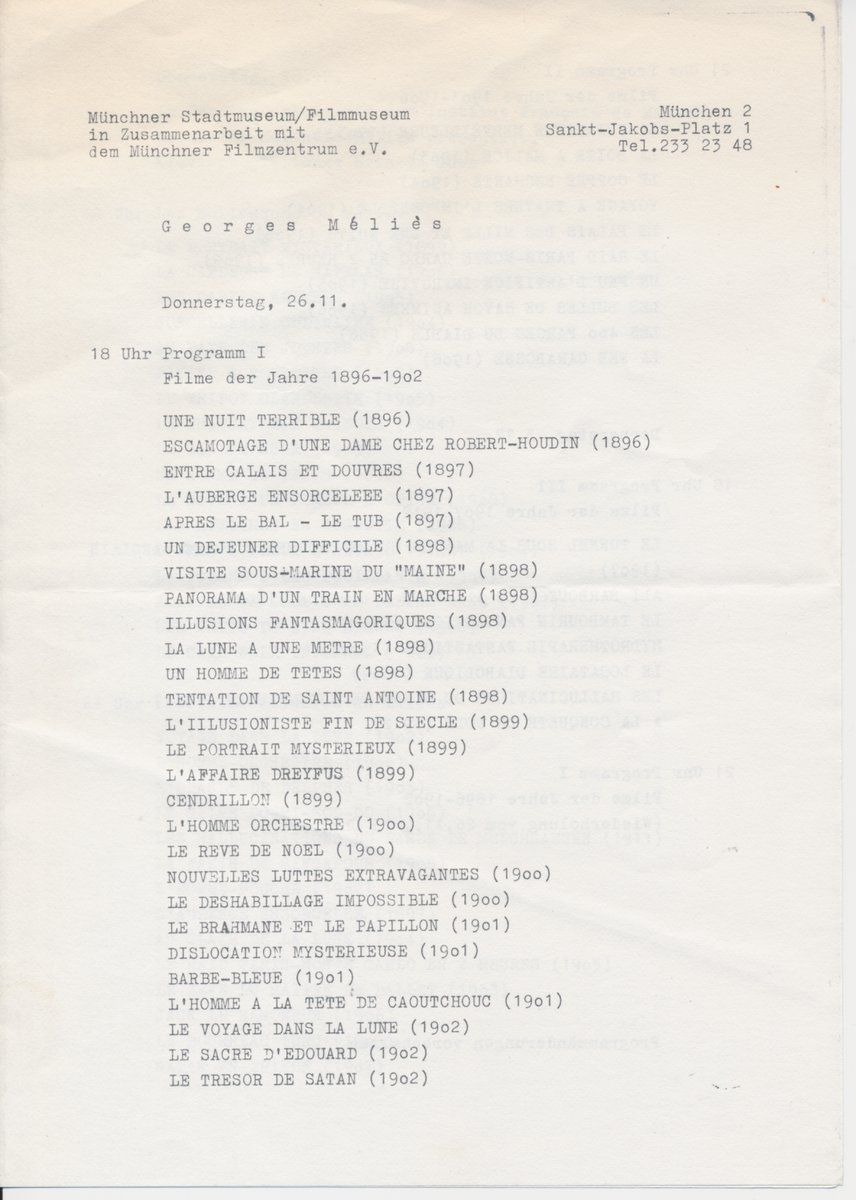 Münchner Stadtmuseum/Filmmuseum
in Zusammenarbeit mit
dem Münchner Filmzentrum e.V.
München 2
Sankt-Jakobs-Platz 1
Tel.233 23 48
Georges Méliès
Donnerstag, 26.11.
18 Uhr Programm I
Filme der Jahre 1896-19o2
UNE NUIT TERRIBLE (1896)
ESCAMOTAGE D'UNE DAME CHEZ ROBERT-HOUDIN (1896)
ENTRE CALAIS ET DOUVRES (1897)
L'AUBERGE ENSORCELEEE (1897)
APRES LE BAL - LE TUB (1897)
UN DEJEUNER DIFFICILE (1898)
VISITE SOUS-MARINE DU "MAINE" (1898)
PANORAMA D'UN TRAIN EN MARCHE (1898)
ILLUSIONS FANTASMAGORIQUES (1898)
LA LUNE A UNE METRE (1898)
UN HOMME DE TETES (1898)
TENTATION DE SAINT ANTOINE (1898)
L'IILUSIONISTE FIN DE SIECLE (1899)
LE PORTRAIT MYSTERIEUX (1899)
L'AFFAIRE DREYFUS (1899)
CENDRILLON (1899)
L'HOMME ORCHESTRE (19oo)
LE REVE DE NOEL (19oo)
NOUVELLES LUTTES EXTRAVAGANTES (19oo)
LE DESHABILLAGE IMPOSSIBLE (19oo)
LE BRAHMANE ET LE PAPILLON (19o1)
DISLOCATION MYSTERIEUSE (19o1)
BARBE-BLEUE (19o1)
L'HOMME A LA TETE DE CAOUTCHOUC (19o1)
LE VOYAGE DANS LA LUNE (19o2)
LE SACRE D'EDOUARD (19o2)
LE TRESOR DE SATAN (19o2)